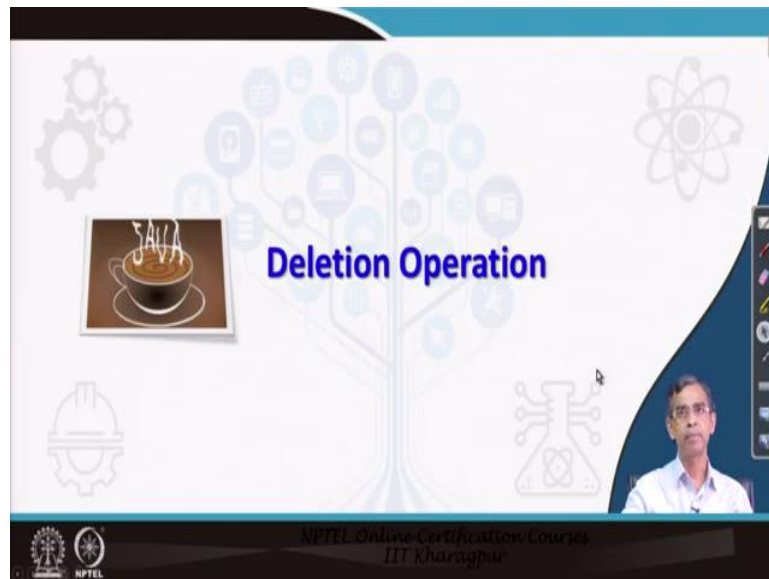 JAVA
Deletion Operation
NPTEL Online Certification Courses
IIT Kharagpur
NPTEL